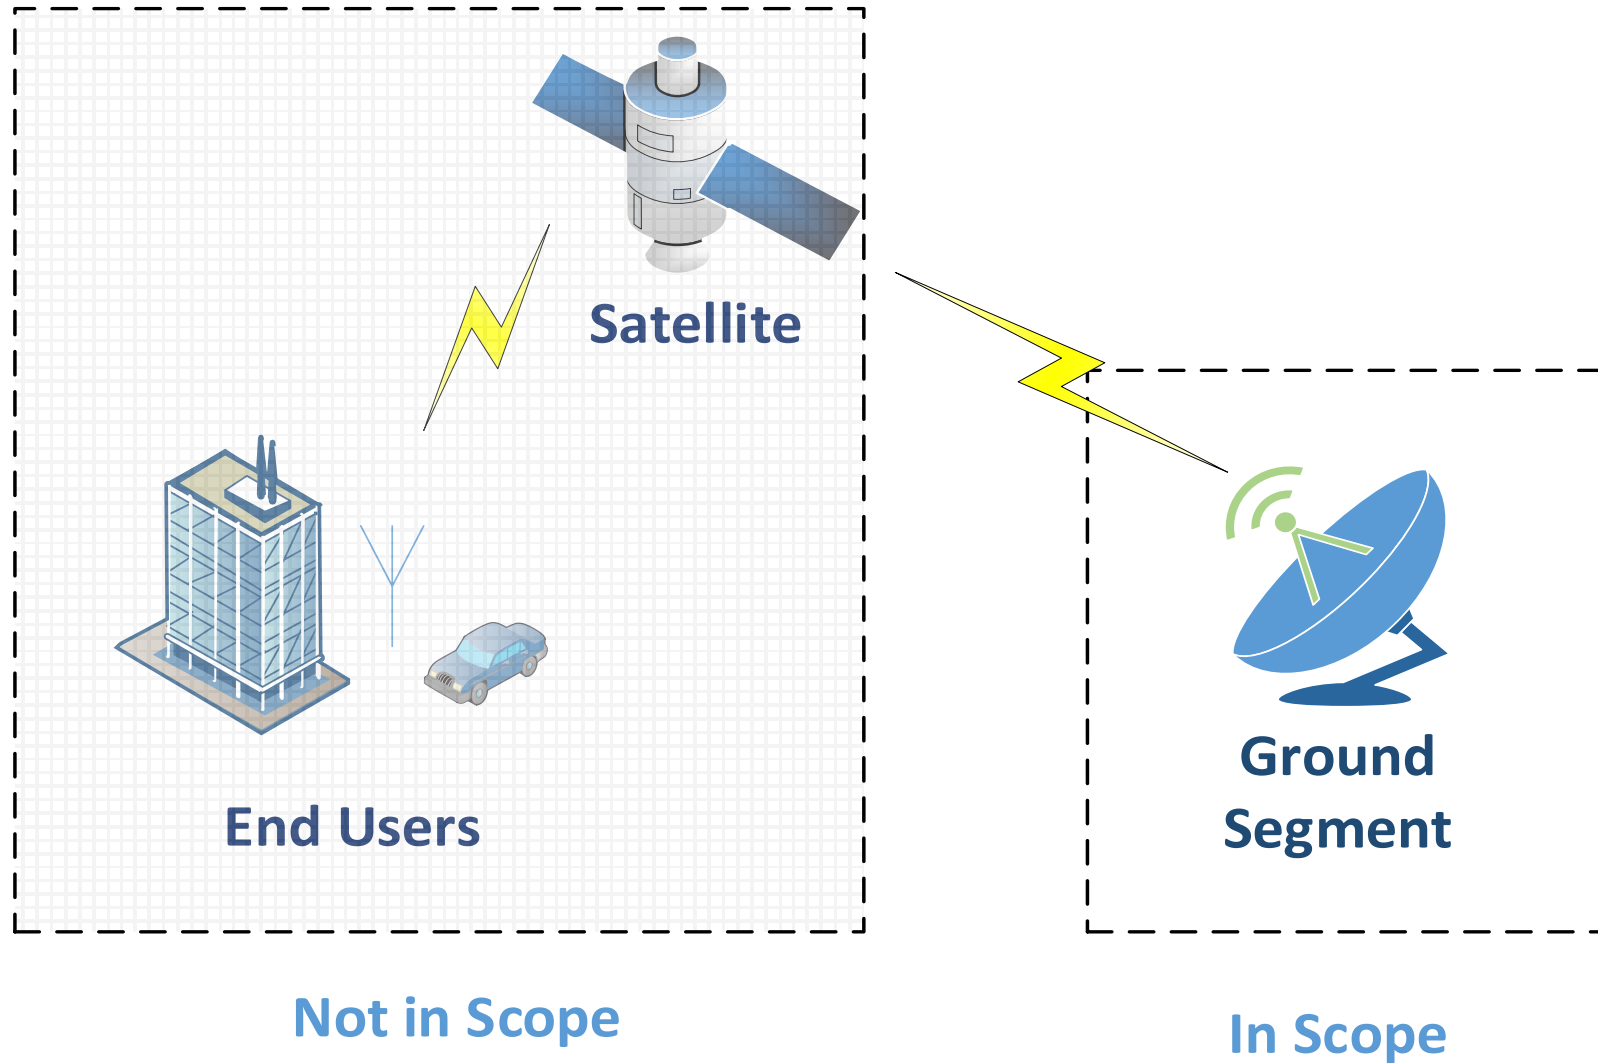 Satellite
End Users
Ground
Segment
Not in Scope
In Scope